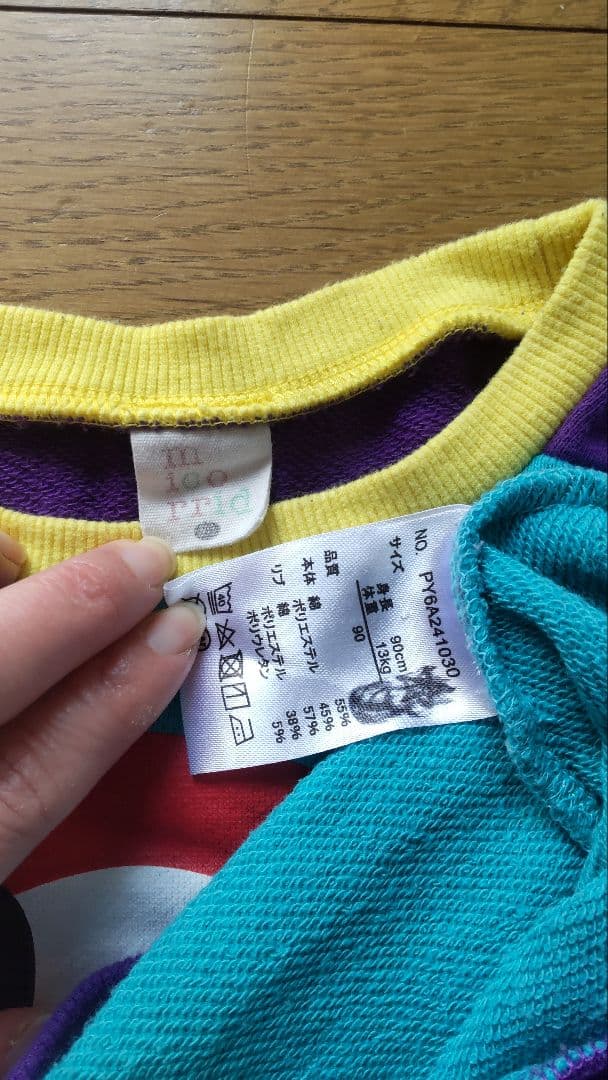 m
ico
rrid
NO. PY6A241030
サイズ 90
身長 90cm
体重 13kg
品質
本体 綿 55%
ポリエステル 45%
リブ 綿 57%
ポリエステル 38%
ポリウレタン 5%